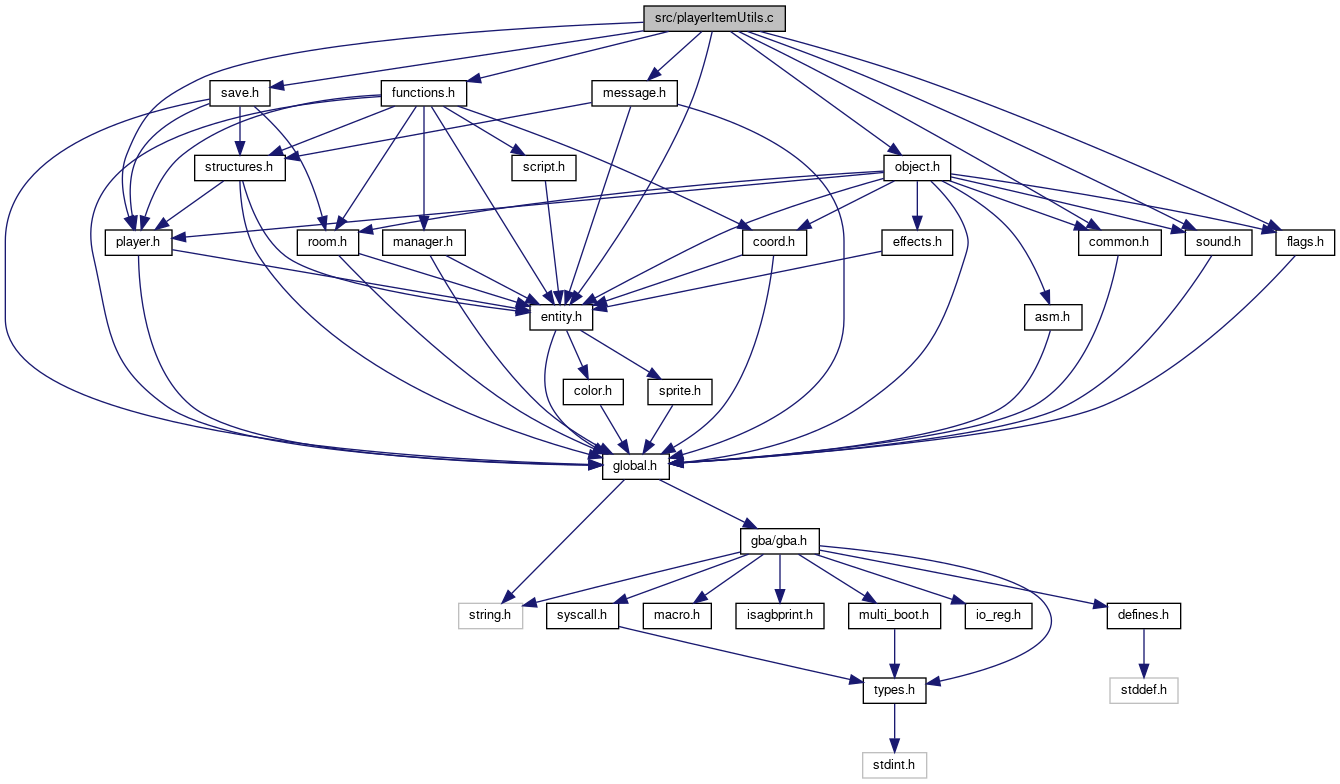 src/playerItemUtils.c
save.h
functions.h
message.h
structures.h
script.h
object.h
player.h
room.h
manager.h
coord.h
effects.h
common.h
sound.h
flags.h
entity.h
asm.h
color.h
sprite.h
global.h
gba/gba.h
string.h
syscall.h
macro.h
isagbprint.h
multi_boot.h
io_reg.h
defines.h
types.h
stddef.h
stdint.h